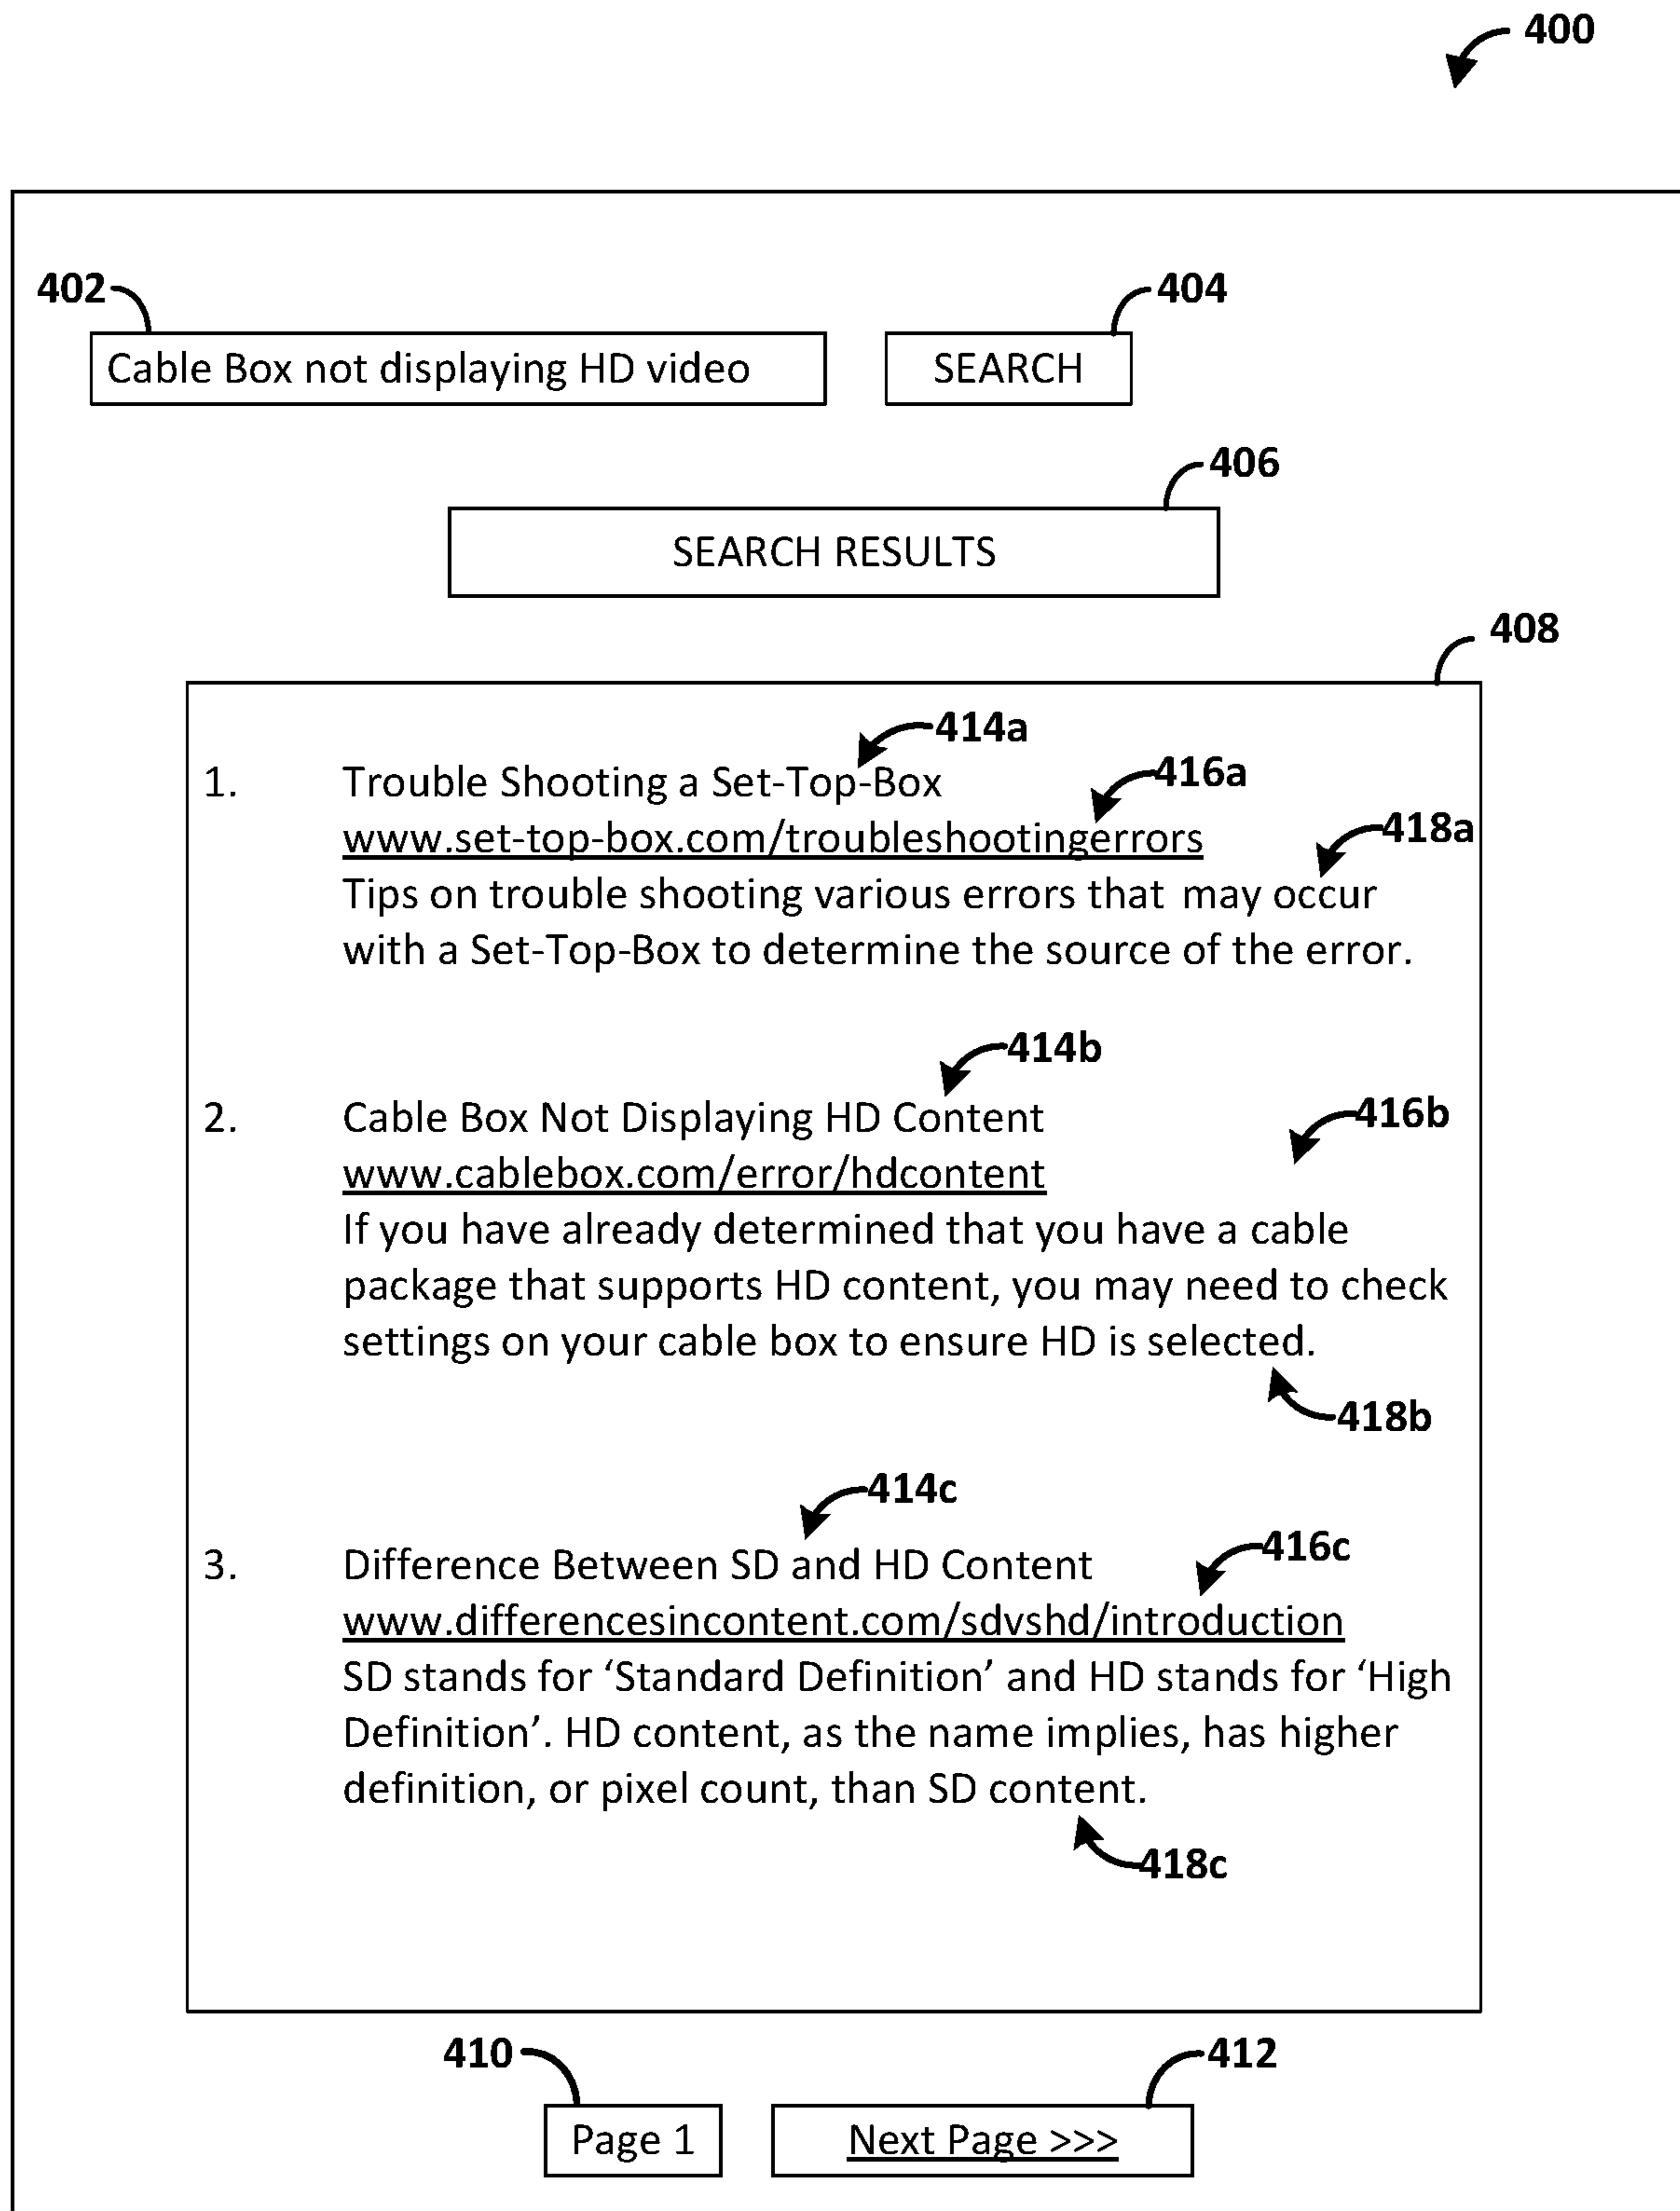 400
402
404
Cable Box not displaying HD video
SEARCH
406
SEARCH RESULTS
408
414a
1. Trouble Shooting a Set-Top-Box
416a
www.set-top-box.com/troubleshootingerrors
418a
Tips on trouble shooting various errors that may occur
with a Set-Top-Box to determine the source of the error.
414b
2. Cable Box Not Displaying HD Content
416b
www.cablebox.com/error/hdcontent
If you have already determined that you have a cable
package that supports HD content, you may need to check
settings on your cable box to ensure HD is selected.
418b
414c
3. Difference Between SD and HD Content
416c
www.differencesincontent.com/sdvshd/introduction
SD stands for ‘Standard Definition’ and HD stands for ‘High
Definition’. HD content, as the name implies, has higher
definition, or pixel count, than SD content.
418c
410
412
Page 1
Next Page >>>